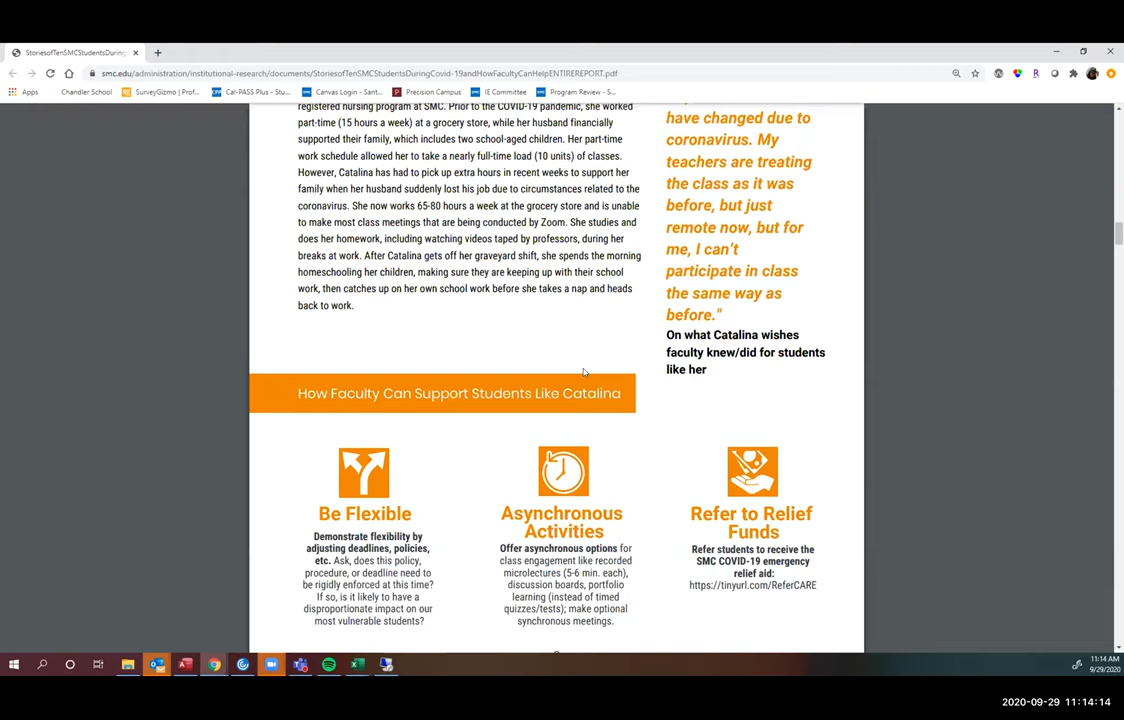 StoriesofTenSMCStudentsDuring
smc.edu/administration/institutional-research/documents/StoriesofTenSMCStudentsDuringCovid-19andHowFacultyCanHelpENTIREREPORT.pdf
Apps
Chandler School
SurveyGizmo | Prof...
Cal-PASS Plus - Stu...
Canvas Login - Sant...
Precision Campus
IE Committee
Program Review - S...
registered nursing program at SMC. Prior to the COVID-19 pandemic, she worked
part-time (15 hours a week) at a grocery store, while her husband financially
supported their family, which includes two school-aged children. Her part-time
work schedule allowed her to take a nearly full-time load (10 units) of classes.
However, Catalina has had to pick up extra hours in recent weeks to support her
family when her husband suddenly lost his job due to circumstances related to the
coronavirus. She now works 65-80 hours a week at the grocery store and is unable
to make most class meetings that are being conducted by Zoom. She studies and
does her homework, including watching videos taped by professors, during her
breaks at work. After Catalina gets off her graveyard shift, she spends the morning
homeschooling her children, making sure they are keeping up with their school
work, then catches up on her own school work before she takes a nap and heads
back to work.
have changed due to
coronavirus. My
teachers are treating
the class as it was
before, but just
remote now, but for
me, I can't
participate in class
the same way as
before."
On what Catalina wishes
faculty knew/did for students
like her
How Faculty Can Support Students Like Catalina
Be Flexible
Demonstrate flexibility by
adjusting deadlines, policies,
etc. Ask, does this policy,
procedure, or deadline need to
be rigidly enforced at this time?
If so, is it likely to have a
disproportionate impact on our
most vulnerable students?
Asynchronous
Activities
Offer asynchronous options for
class engagement like recorded
microlectures (5-6 min. each),
discussion boards, portfolio
learning (instead of timed
quizzes/tests); make optional
synchronous meetings.
Refer to Relief
Funds
Refer students to receive the
SMC COVID-19 emergency
relief aid:
https://tinyurl.com/ReferCARE
11:14 AM
9/29/2020
2020-09-29 11:14:14